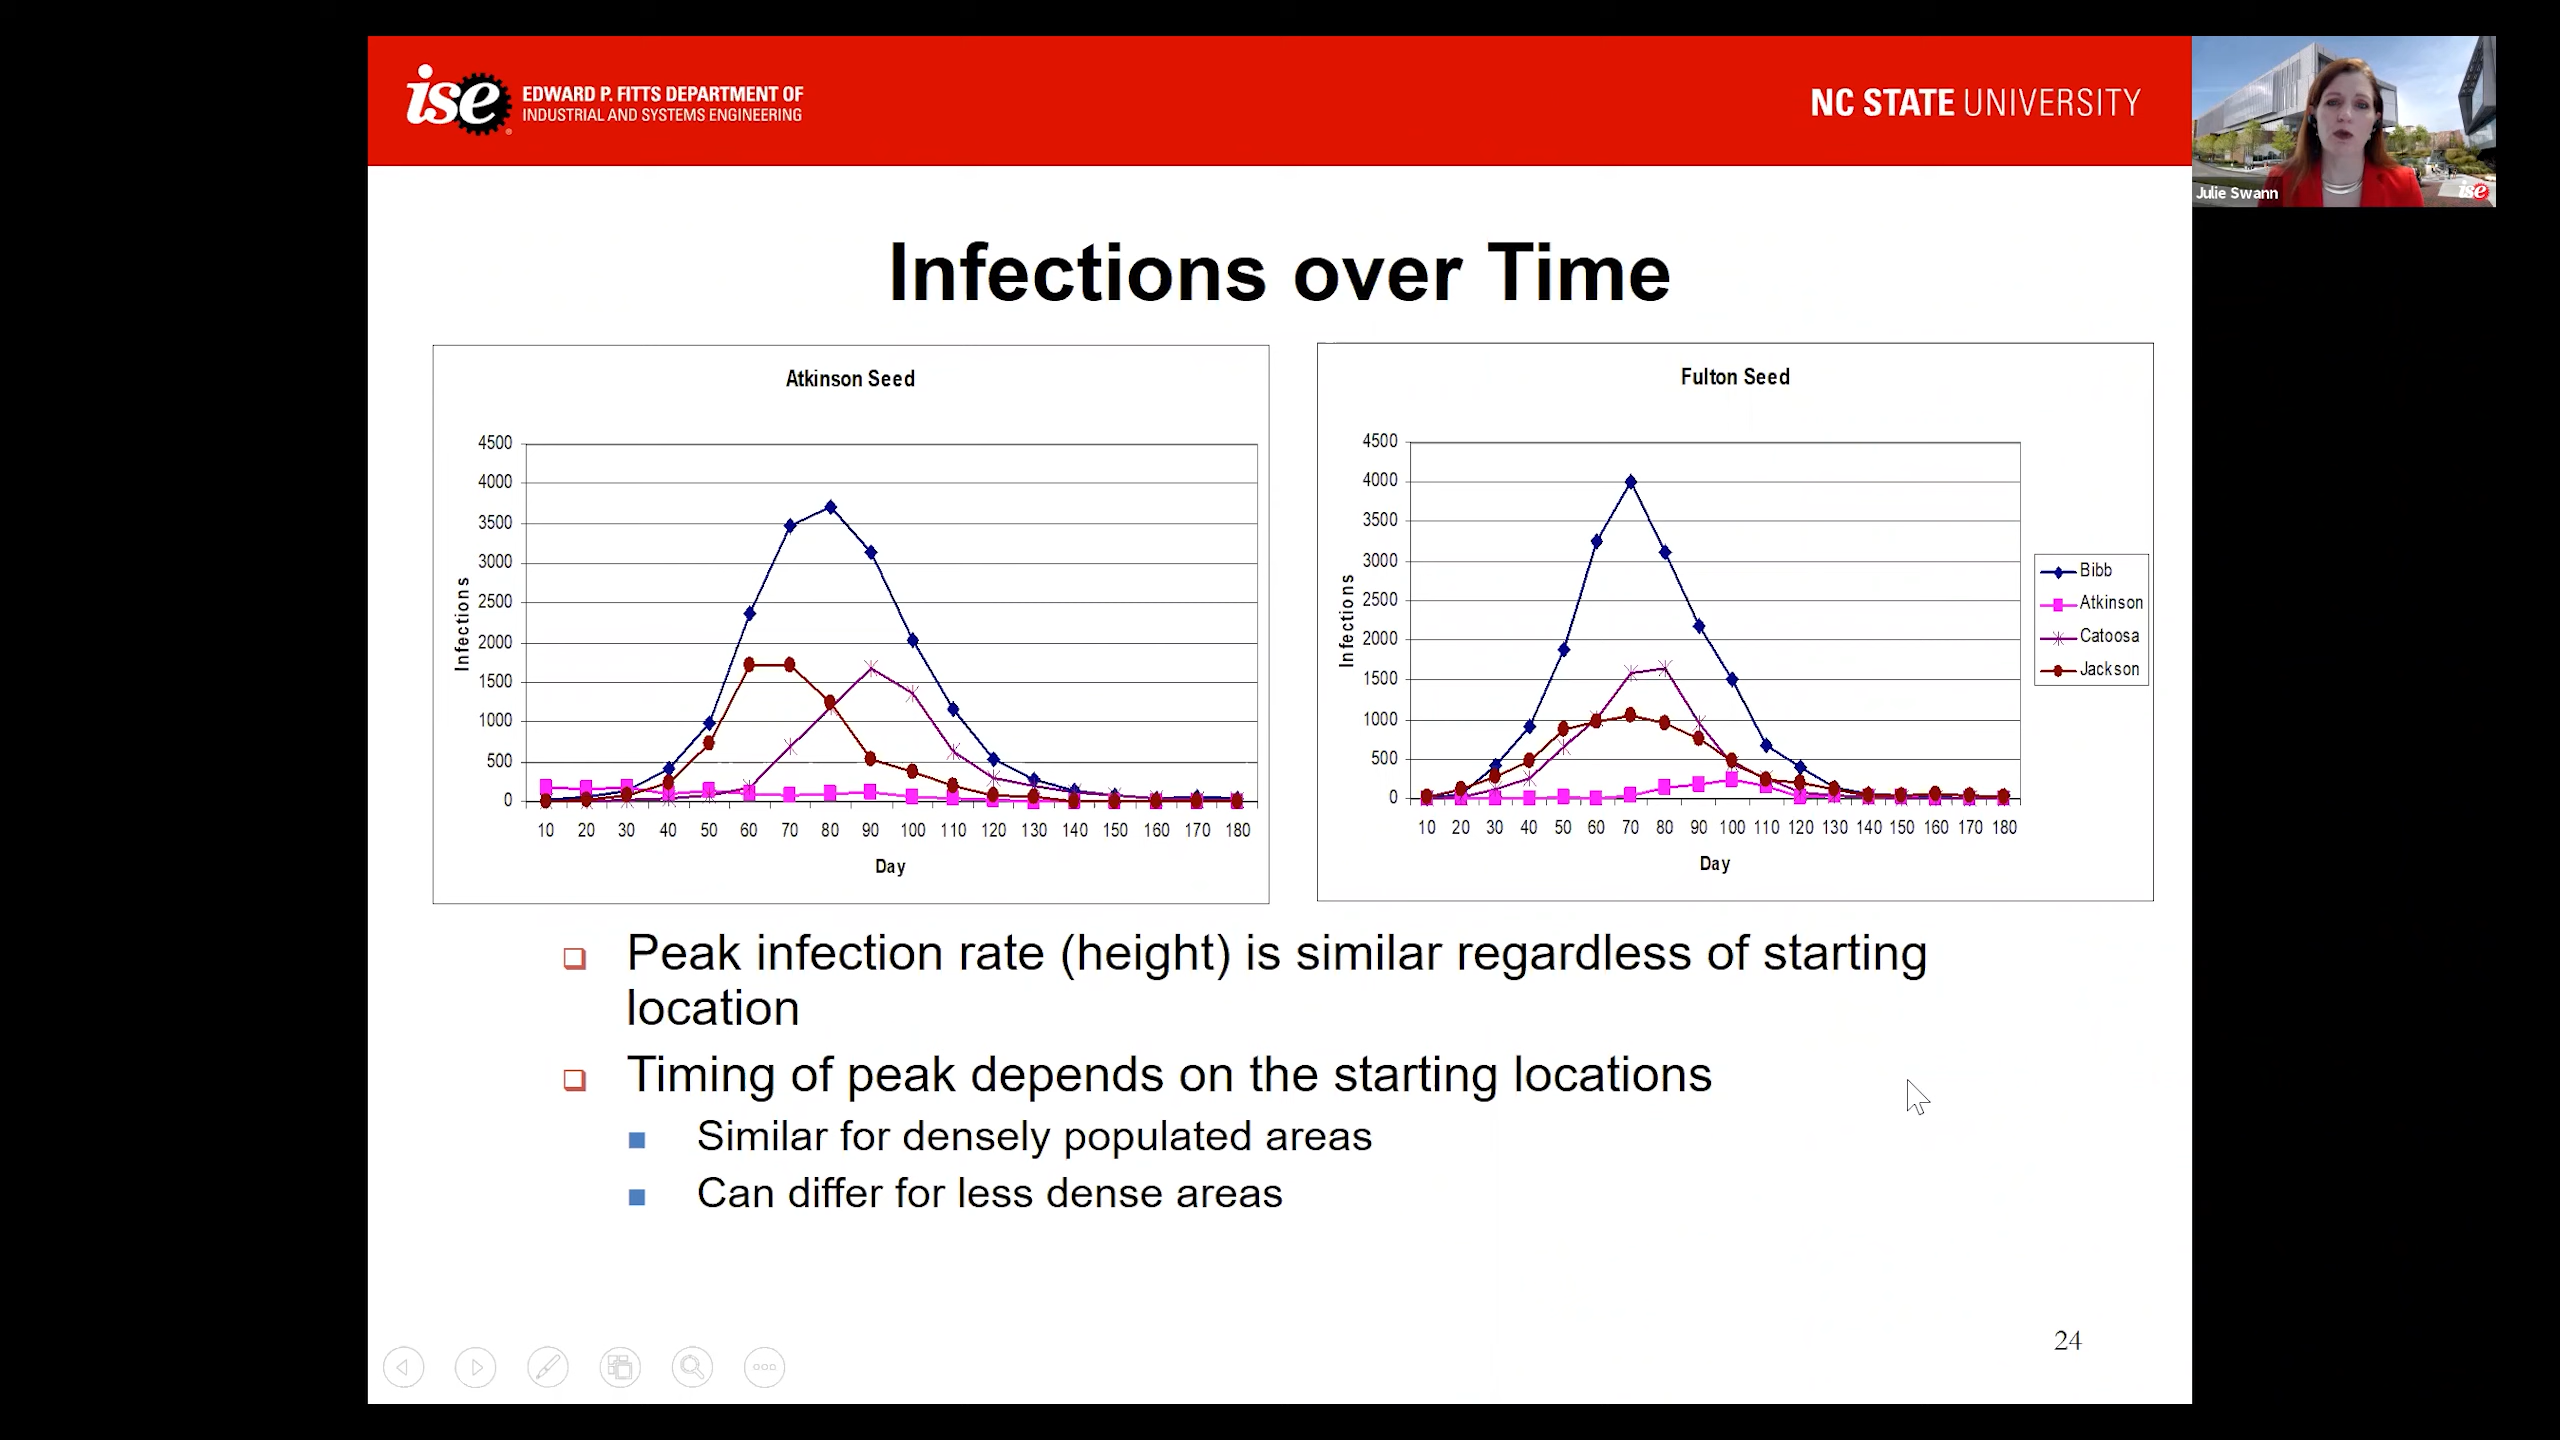 ise EDWARD P. FITTS DEPARTMENT OF
INDUSTRIAL AND SYSTEMS ENGINEERING
NC STATE UNIVERSITY
Julie Swann
ise
Infections over Time
Atkinson Seed
4500
4000
3500
3000
2500
2000
1500
1000
500
0
Infections
10 20 30 40 50 60 70 80 90 100 110 120 130 140 150 160 170 180
Day
Fulton Seed
4500
4000
3500
3000
2500
2000
1500
1000
500
0
Infections
10 20 30 40 50 60 70 80 90 100 110 120 130 140 150 160 170 180
Day
Bibb
Atkinson
Catoosa
Jackson
Peak infection rate (height) is similar regardless of starting
location
Timing of peak depends on the starting locations
Similar for densely populated areas
Can differ for less dense areas
24